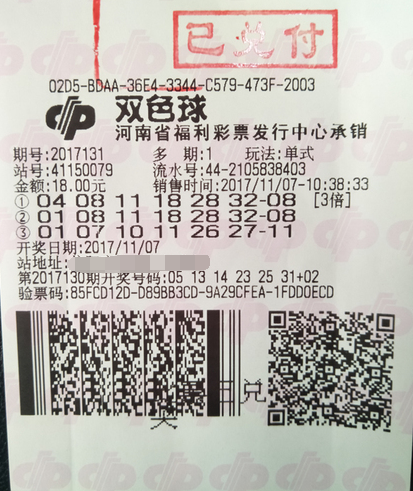 已兑付
02D5-BDAA-36E4-3344-C579-473F-2003
双色球
河南省福利彩票发行中心承销
期号:2017131 多 期:1 玩法:单式
站号:41150079 流水号:44-2105838403
金额:18.00元 销售时间:2017/11/07-10:38:33
① 04 08 11 18 28 32-08 [3倍]
② 01 08 11 18 28 32-08
③ 01 07 10 11 26 27-11
开奖日期:2017/11/07
站地址:
第2017130期开奖号码:05 13 14 23 25 31+02
验票码:85FCD12D-D89BB3CD-9A29CFEA-1FDD0ECD
已兑
奖